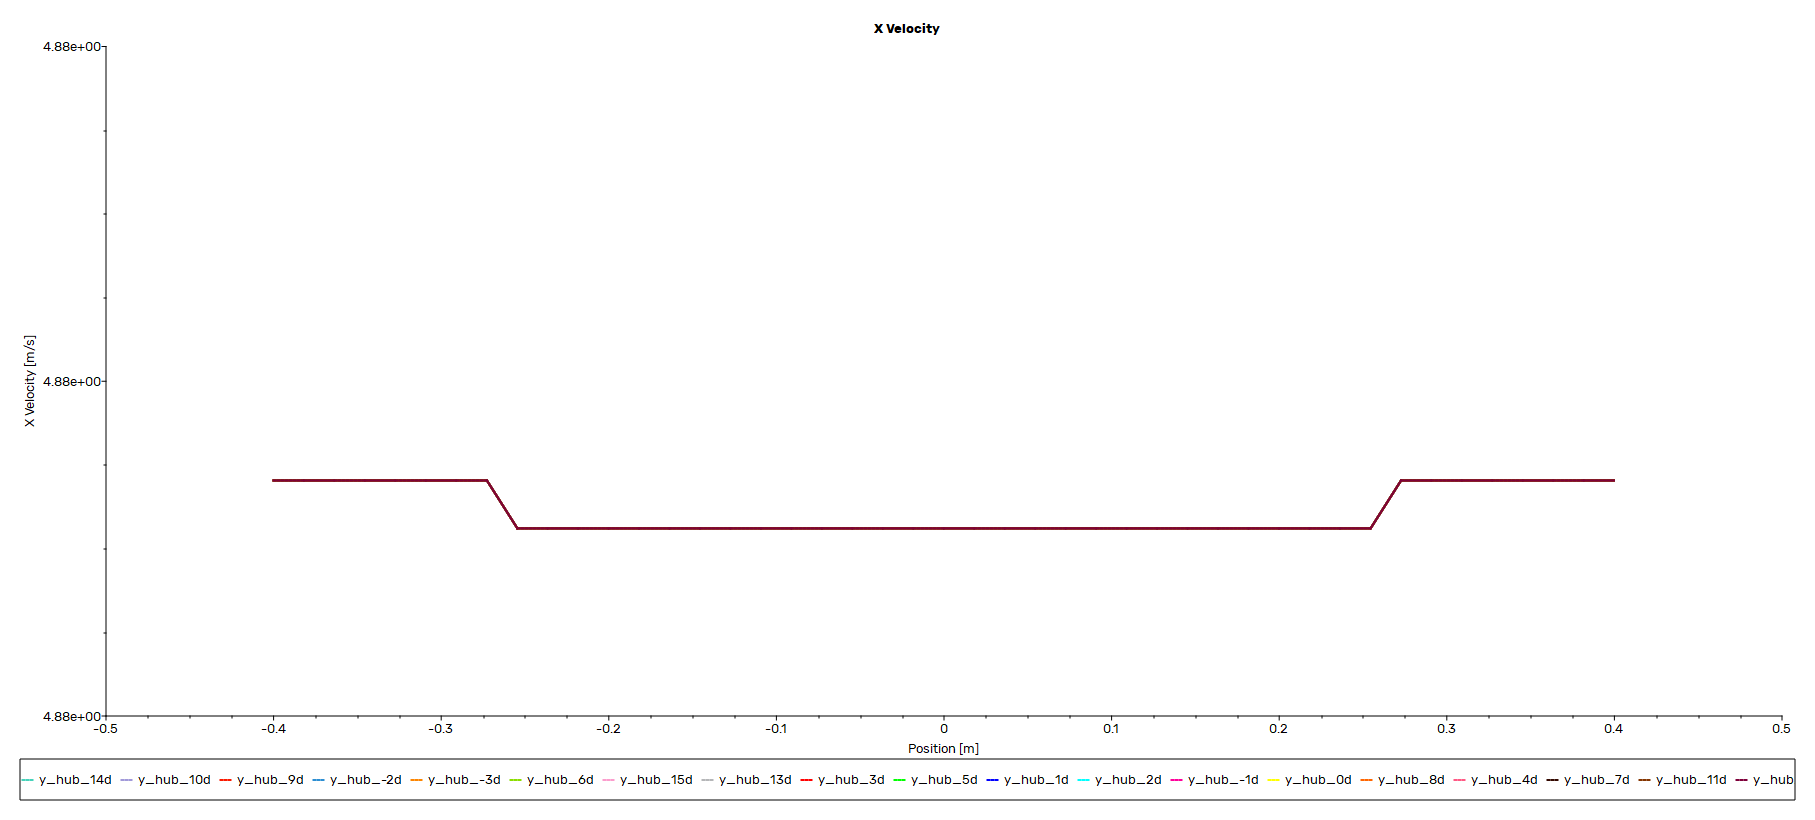 X Velocity
4.88e+00
X Velocity [m/s]
4.88e+00
4.88e+00
-0.5 -0.4 -0.3 -0.2 -0.1 0 0.1 0.2 0.3 0.4 0.5
Position [m]
y_hub_14d y_hub_10d y_hub_9d y_hub_-2d y_hub_-3d y_hub_6d y_hub_15d y_hub_13d y_hub_3d y_hub_5d y_hub_1d y_hub_2d y_hub_-1d y_hub_0d y_hub_8d y_hub_4d y_hub_7d y_hub_11d y_hub